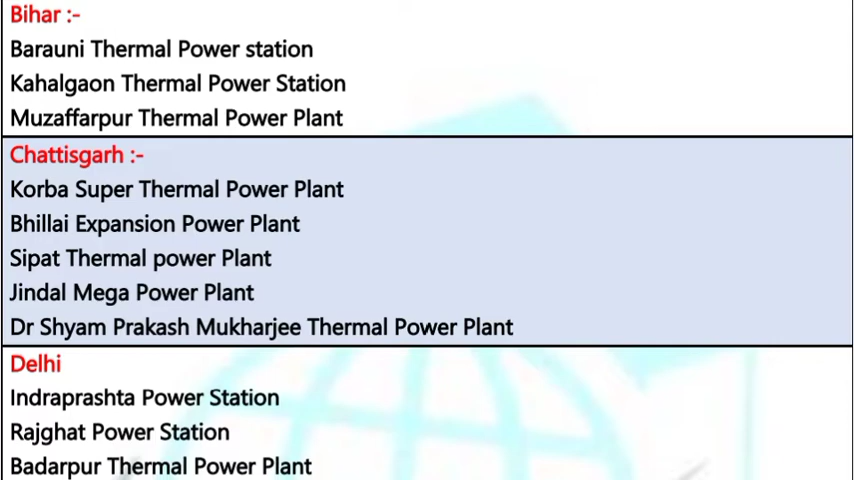 Bihar :-
Barauni Thermal Power station
Kahalgaon Thermal Power Station
Muzaffarpur Thermal Power Plant
Chattisgarh :-
Korba Super Thermal Power Plant
Bhillai Expansion Power Plant
Sipat Thermal power Plant
Jindal Mega Power Plant
Dr Shyam Prakash Mukharjee Thermal Power Plant
Delhi
Indraprashta Power Station
Rajghat Power Station
Badarpur Thermal Power Plant